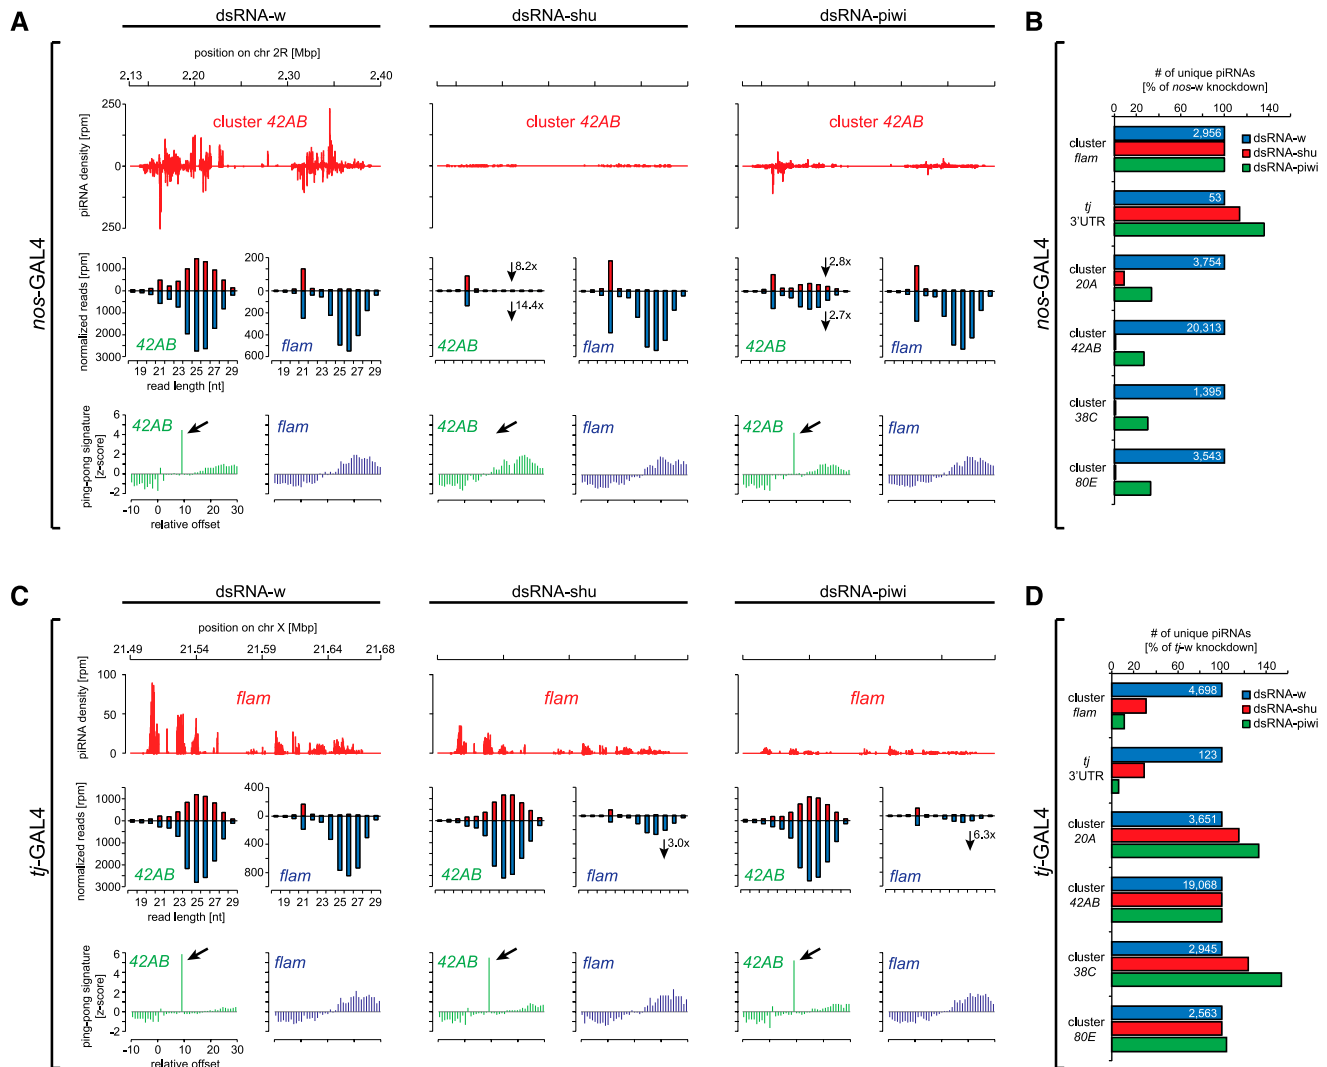 A
dsRNA-w
dsRNA-shu
dsRNA-piwi
nos-GAL4
position on chr 2R [Mbp]
2.13 2.20 2.30 2.40
piRNA density [rpm]
250
0
250
cluster 42AB
cluster 42AB
cluster 42AB
normalized reads [rpm]
1500
1000
500
0
1000
2000
3000
42AB
19 21 23 25 27 29
read length [nt]
200
0
200
400
600
flam
19 21 23 25 27 29
8.2x
14.4x
42AB
flam
2.8x
2.7x
42AB
flam
ping-pong signature
[z-score]
6
4
2
0
-2
42AB
-10 0 10 20 30
relative offset
flam
42AB
flam
42AB
flam
B
nos-GAL4
# of unique piRNAs
[% of nos-w knockdown]
0 20 60 100 140
dsRNA-w
dsRNA-shu
dsRNA-piwi
cluster
flam
2,956
tj
3'UTR
53
cluster
20A
3,754
cluster
42AB
20,313
cluster
38C
1,395
cluster
80E
3,543
C
dsRNA-w
dsRNA-shu
dsRNA-piwi
tj-GAL4
position on chr X [Mbp]
21.49 21.54 21.59 21.64 21.68
piRNA density [rpm]
100
50
0
flam
flam
flam
normalized reads [rpm]
1000
0
1000
2000
3000
42AB
19 21 23 25 27 29
read length [nt]
400
0
400
800
flam
19 21 23 25 27 29
42AB
3.0x
flam
42AB
6.3x
flam
ping-pong signature
[z-score]
6
4
2
0
-2
42AB
-10 0 10 20 30
relative offset
flam
42AB
flam
42AB
flam
D
tj-GAL4
# of unique piRNAs
[% of tj-w knockdown]
0 20 60 100 140
dsRNA-w
dsRNA-shu
dsRNA-piwi
cluster
flam
4,698
tj
3'UTR
123
cluster
20A
3,651
cluster
42AB
19,068
cluster
38C
2,945
cluster
80E
2,563